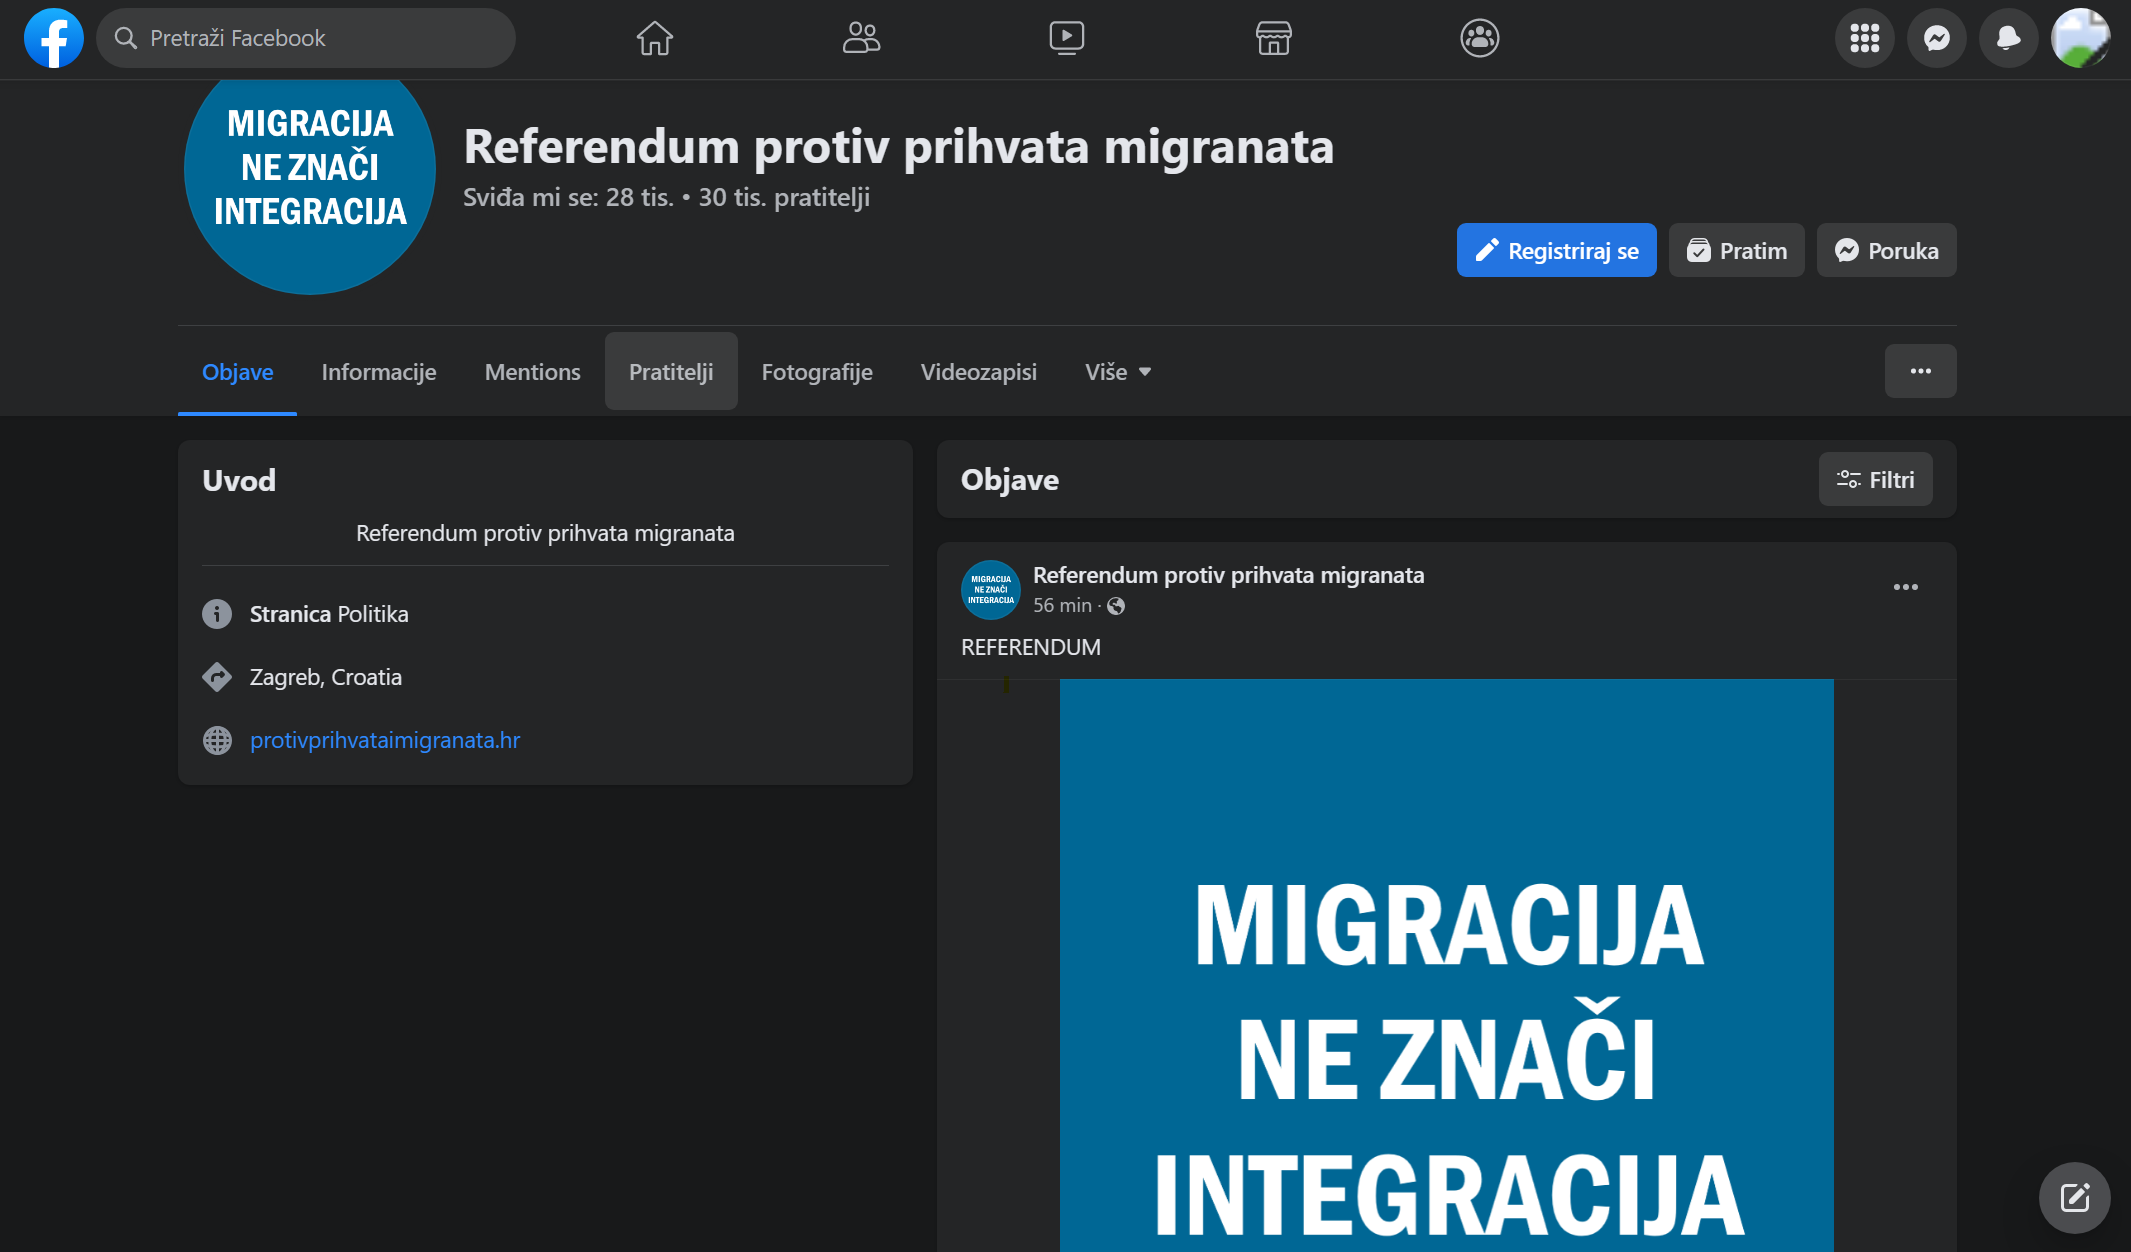 Pretraži Facebook
MIGRACIJA
NE ZNAČI
INTEGRACIJA
Referendum protiv prihvata migranata
Sviđa mi se: 28 tis. • 30 tis. pratitelji
Registriraj se
Pratim
Poruka
Objave
Informacije
Mentions
Pratitelji
Fotografije
Videozapisi
Više
Uvod
Referendum protiv prihvata migranata
Stranica Politika
Zagreb, Croatia
protivprihvataimigranata.hr
Objave
Filtri
MIGRACIJA
NE ZNAČI
INTEGRACIJA
Referendum protiv prihvata migranata
56 min ·
REFERENDUM
MIGRACIJA
NE ZNAČI
INTEGRACIJA